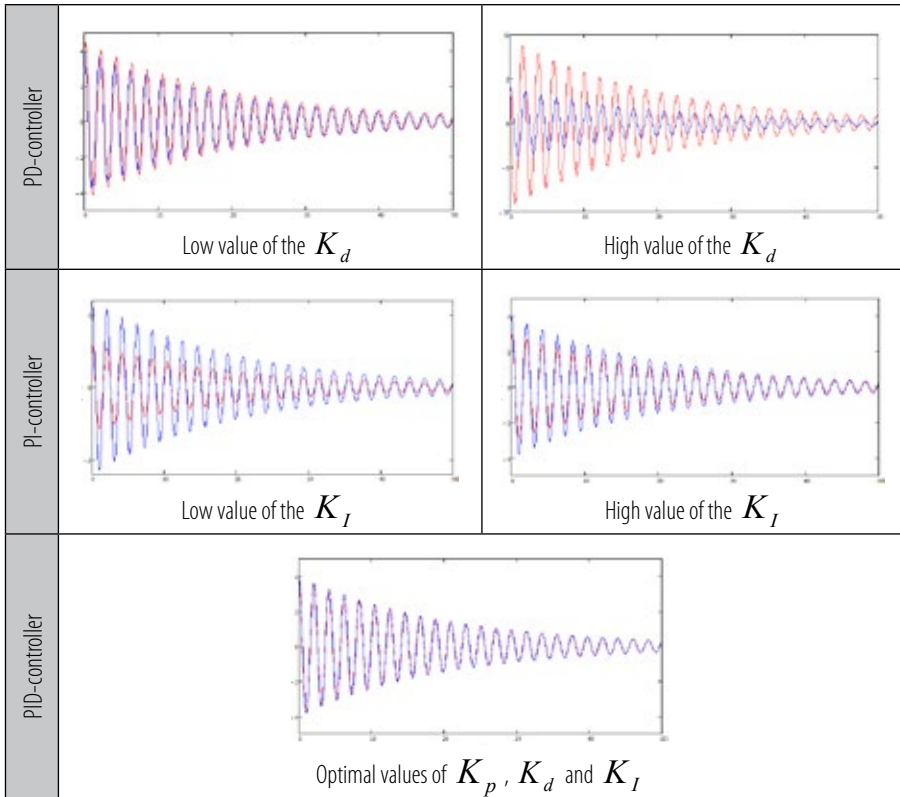 PD-controller
Low value of the K_d
High value of the K_d
PI-controller
Low value of the K_I
High value of the K_I
PID-controller
Optimal values of K_p , K_d and K_I